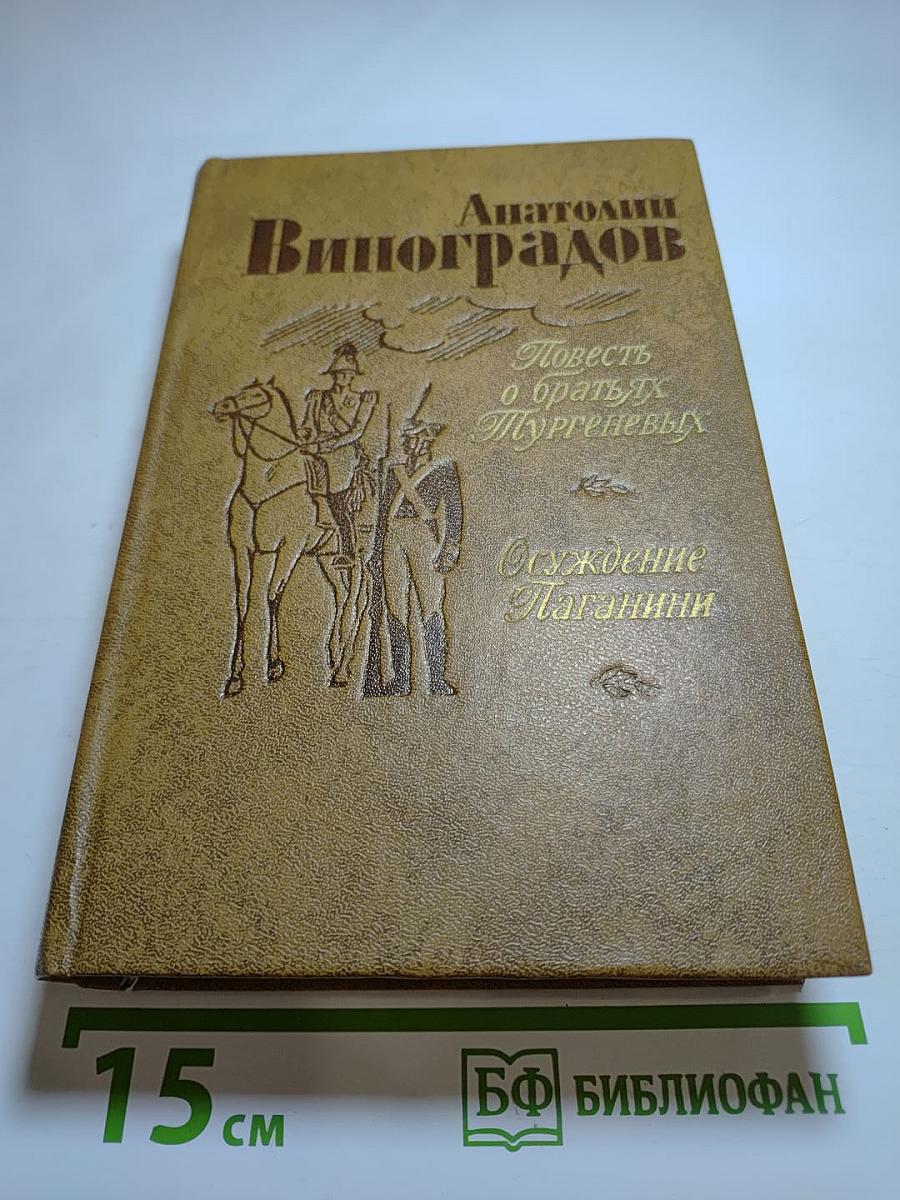 Анатолий
Виноградов
Повесть
о братьях
Тургеневых
Осуждение
Паганини
15 см
БФ БИБЛИОФАН